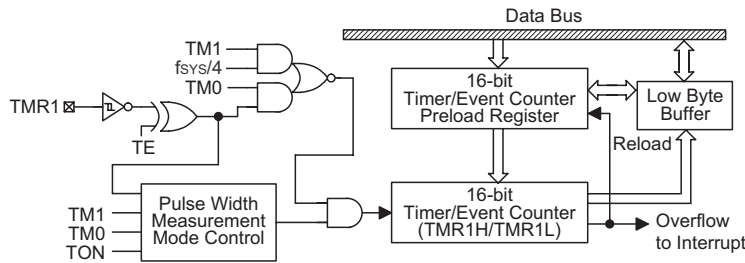 Data Bus
TM1
fSYS/4
TM0
TMR1
TE
16-bit
Timer/Event Counter
Preload Register
Low Byte
Buffer
Reload
TM1
TM0
TON
Pulse Width
Measurement
Mode Control
16-bit
Timer/Event Counter
(TMR1H/TMR1L)
Overflow
to Interrupt